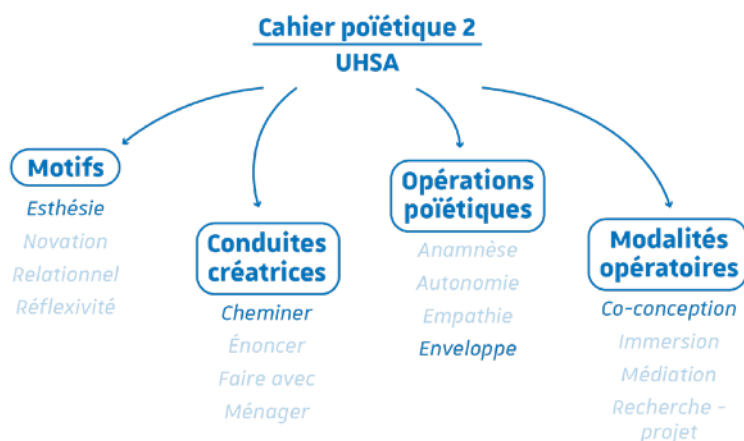 Cahier poïétique 2
UHSA
Motifs
Esthésie
Novation
Relationnel
Réflexivité
Conduites
créatrices
Cheminer
Énoncer
Faire avec
Ménager
Opérations
poïétiques
Anamnèse
Autonomie
Empathie
Enveloppe
Modalités
opératoires
Co-conception
Immersion
Médiation
Recherche -
projet